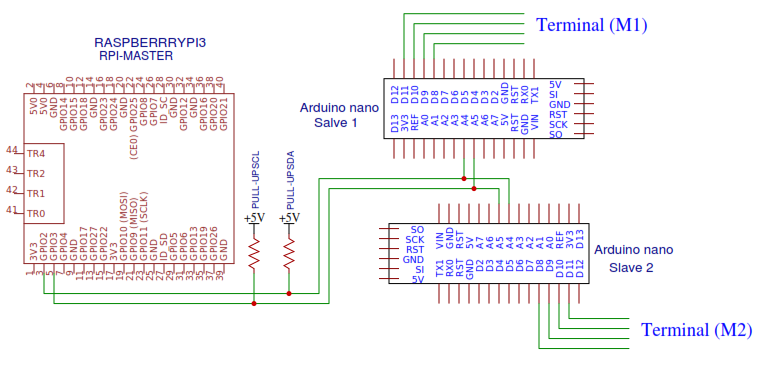 RASPBERRRYPI3
RPI-MASTER
2 4 6 8 10 12 14 16 18 20 22 24 26 28 30 32 34 36 38 40
5V0 5V0 GND GPIO14 GPIO15 GPIO18 GND GPIO23 GPIO24 GND (CE0) GPIO25 GPIO8 GPIO7 ID_SC GND GPIO12 GND GPIO16 GPIO20 GPIO21
44 TR4
43 TR2
42 TR1
41 TR0
3V3 GPIO2 GPIO3 GPIO4 GND GPIO17 GPIO27 GPIO22 3V3 GPIO10 (MOSI) GPIO9 (MISO) GPIO11 (SCLK) GND ID_SD GPIO5 GPIO6 GPIO13 GPIO19 GPIO26 GND
1 3 5 7 9 11 13 15 17 19 21 23 25 27 29 31 33 35 37 39
PULL-UPSCL
PULL-UPSDA
+5V
+5V
Terminal (M1)
Arduino nano
Salve 1
D12 D11 D10 D9 D8 D7 D6 D5 D4 D3 D2 GND RST RX0 TX1
D13 3V3 REF A0 A1 A2 A3 A4 A5 A6 A7 5V RST GND VIN
5V
SI
GND
RST
SCK
SO
SO
SCK
RST
GND
SI
5V
VIN GND RST 5V A7 A6 A5 A4 A3 A2 A1 A0 REF 3V3 D13
TX1 RX0 RST GND D2 D3 D4 D5 D6 D7 D8 D9 D10 D11 D12
Arduino nano
Slave 2
Terminal (M2)